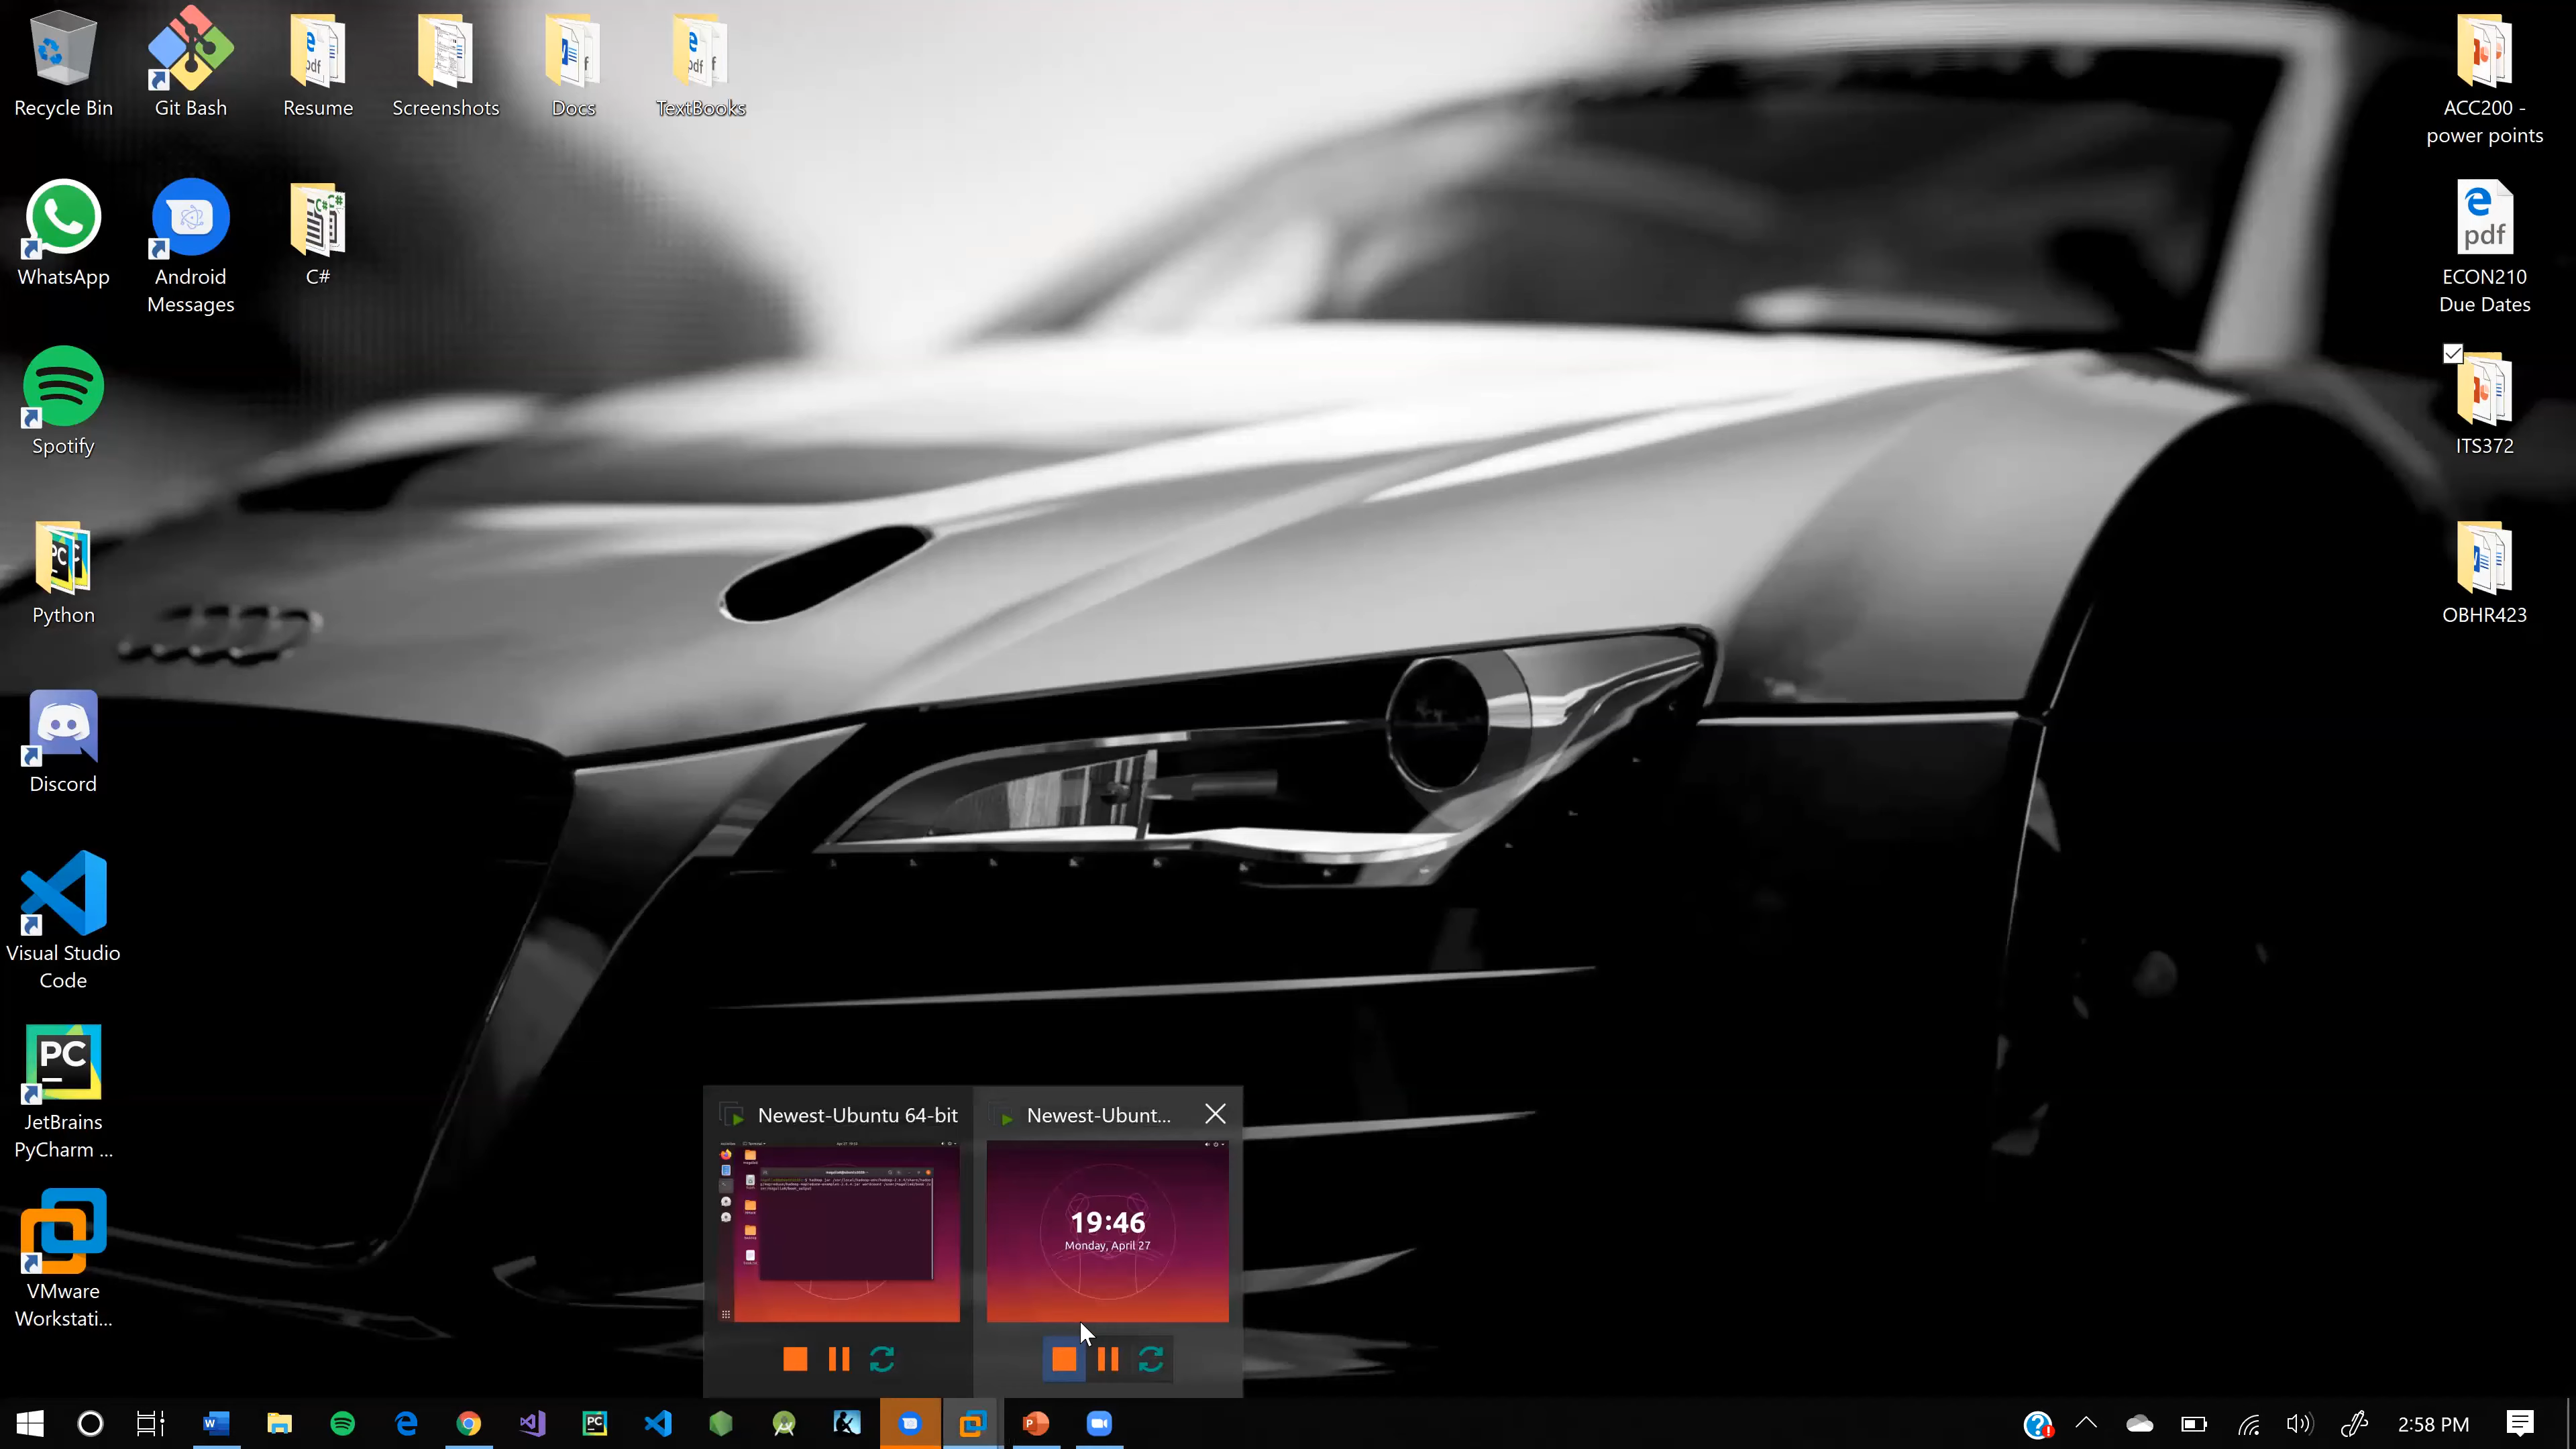 Recycle Bin
Git Bash
Resume
Screenshots
Docs
TextBooks
ACC200 -
power points
WhatsApp
Android
Messages
C#
ECON210
Due Dates
Spotify
ITS372
Python
OBHR423
Discord
Visual Studio
Code
JetBrains
PyCharm ...
VMware
Workstati...
Newest-Ubuntu 64-bit
Newest-Ubunt...
19:46
Monday, April 27
2:58 PM